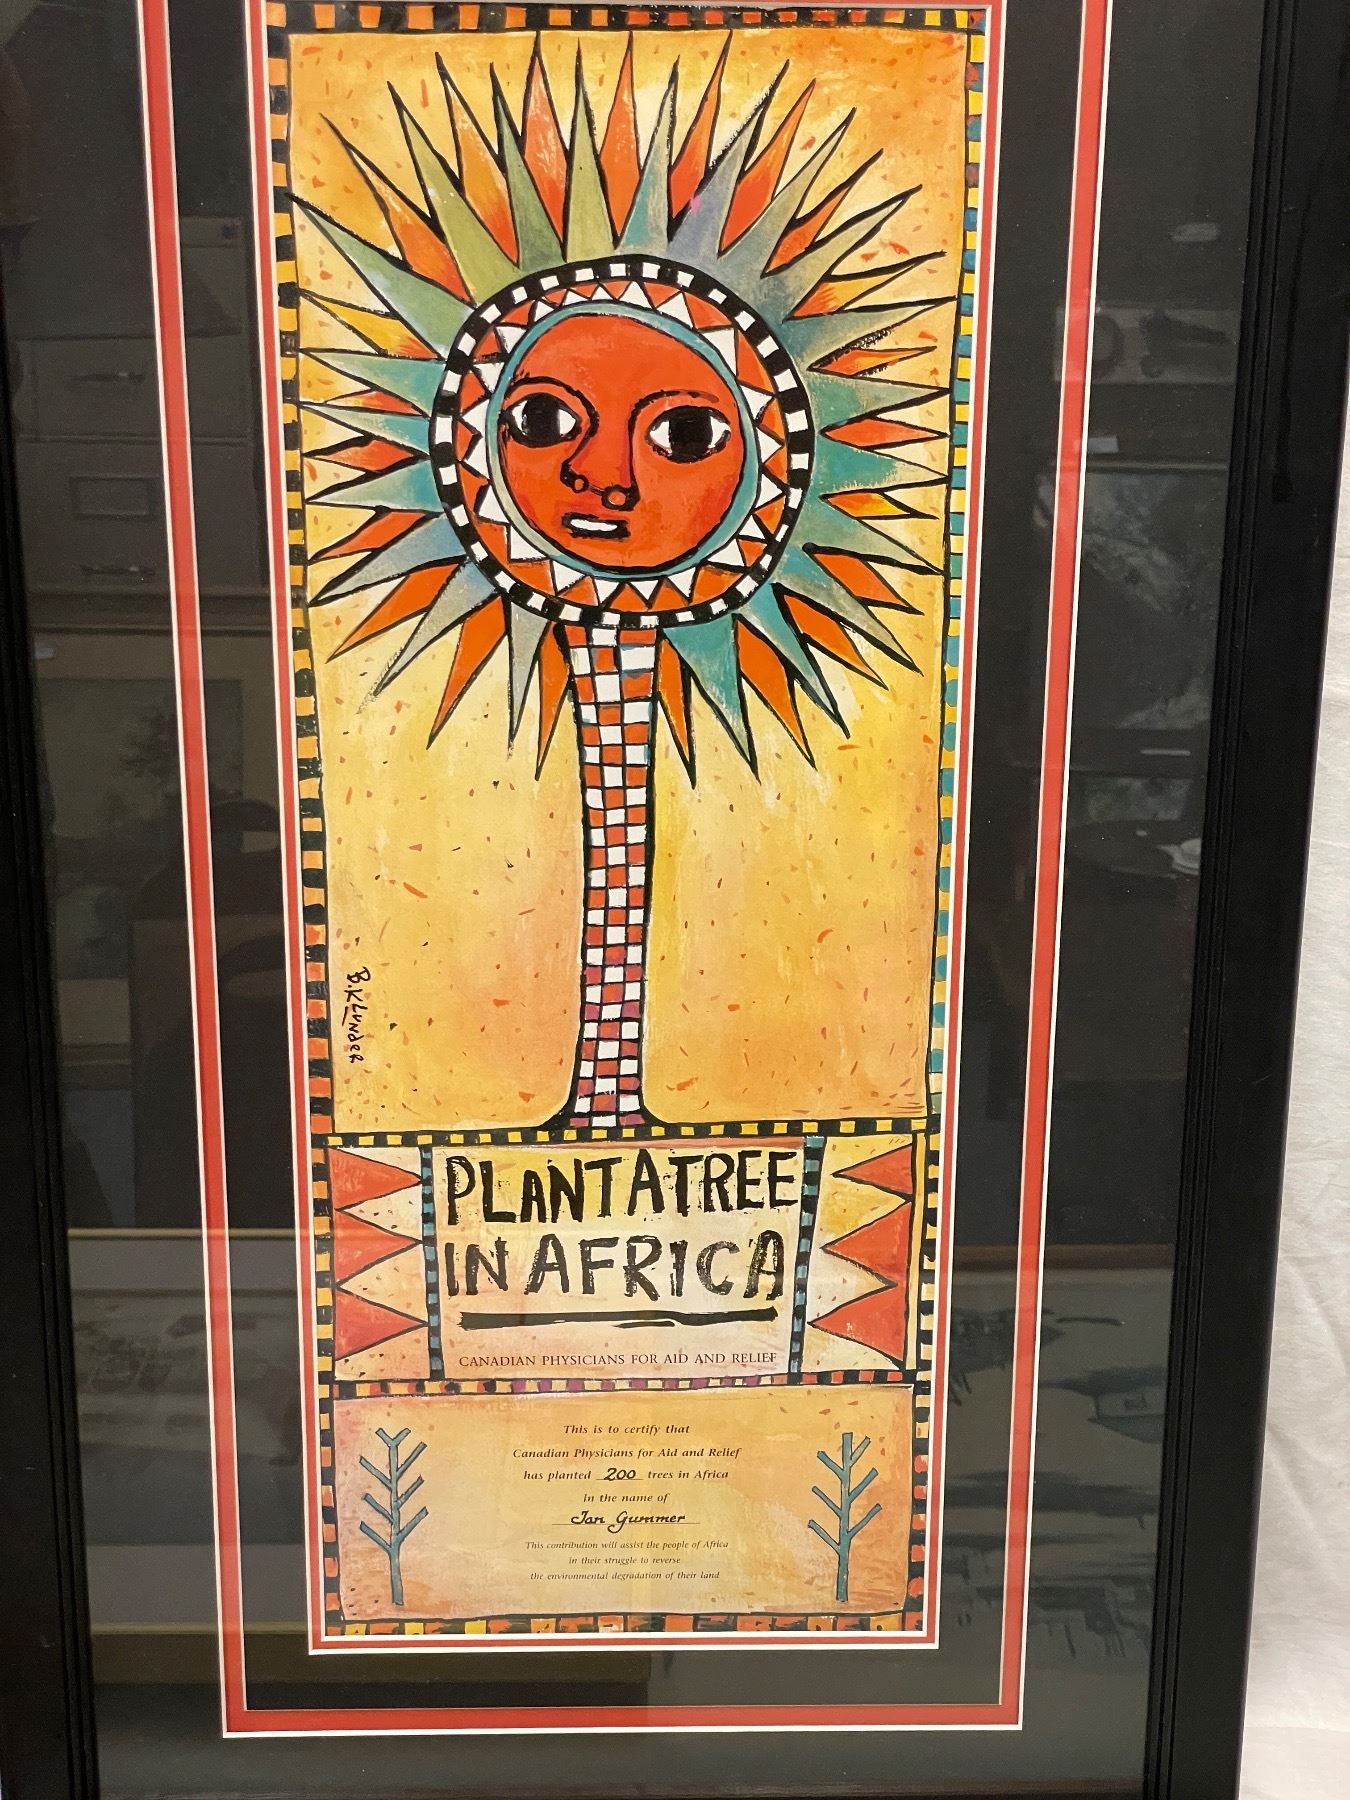 B. Klunder
PLANT A TREE
IN AFRICA
CANADIAN PHYSICIANS FOR AID AND RELIEF
This is to certify that
Canadian Physicians for Aid and Relief
has planted 200 trees in Africa
in the name of
Jan Gummer
This contribution will assist the people of Africa
in their struggle to reverse
the environmental degradation of their land